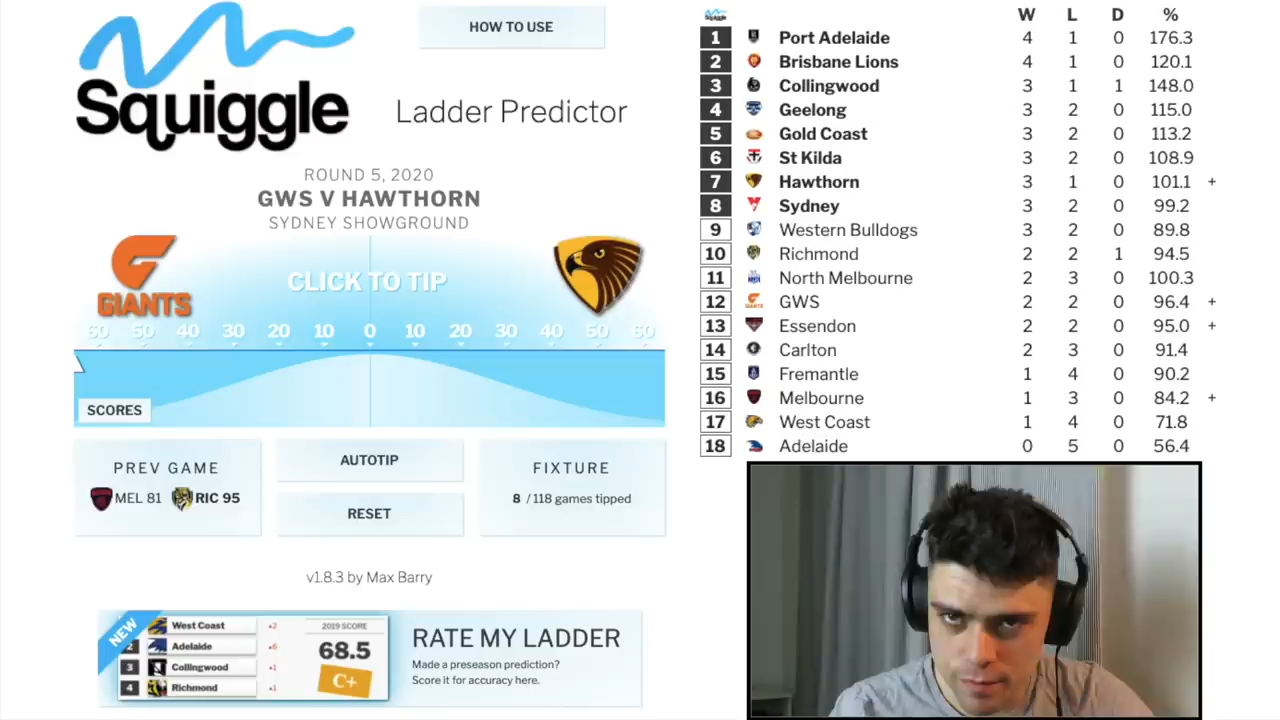 Squiggle
Ladder Predictor
HOW TO USE
ROUND 5, 2020
GWS V HAWTHORN
SYDNEY SHOWGROUND
GIANTS
CLICK TO TIP
60 50 40 30 20 10 0 10 20 30 40 50 60
SCORES
PREV GAME
MEL 81 RIC 95
AUTOTIP
RESET
FIXTURE
8 / 118 games tipped
v1.8.3 by Max Barry
NEW
West Coast 2
2 Adelaide 6
3 Collingwood 1
4 Richmond 1
2019 SCORE
68.5
C+
RATE MY LADDER
Made a preseason prediction?
Score it for accuracy here.
Squiggle W L D %
1 Port Adelaide 4 1 0 176.3
2 Brisbane Lions 4 1 0 120.1
3 Collingwood 3 1 1 148.0
4 Geelong 3 2 0 115.0
5 Gold Coast 3 2 0 113.2
6 St Kilda 3 2 0 108.9
7 Hawthorn 3 1 0 101.1 +
8 Sydney 3 2 0 99.2
9 Western Bulldogs 3 2 0 89.8
10 Richmond 2 2 1 94.5
11 North Melbourne 2 3 0 100.3
12 GWS 2 2 0 96.4 +
13 Essendon 2 2 0 95.0 +
14 Carlton 2 3 0 91.4
15 Fremantle 1 4 0 90.2
16 Melbourne 1 3 0 84.2 +
17 West Coast 1 4 0 71.8
18 Adelaide 0 5 0 56.4